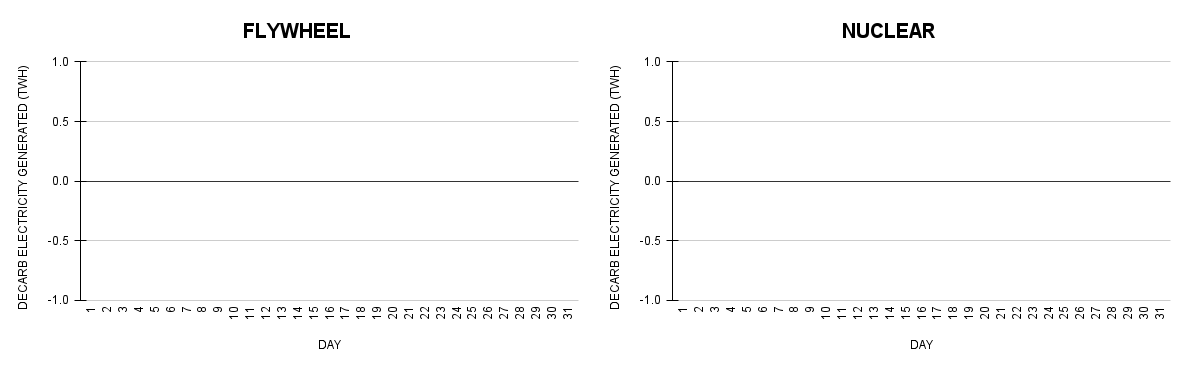 FLYWHEEL
DECARB ELECTRICITY GENERATED (TWH)
1.0
0.5
0.0
-0.5
-1.0
1 2 3 4 5 6 7 8 9 10 11 12 13 14 15 16 17 18 19 20 21 22 23 24 25 26 27 28 29 30 31
DAY
NUCLEAR
DECARB ELECTRICITY GENERATED (TWH)
1.0
0.5
0.0
-0.5
-1.0
1 2 3 4 5 6 7 8 9 10 11 12 13 14 15 16 17 18 19 20 21 22 23 24 25 26 27 28 29 30 31
DAY